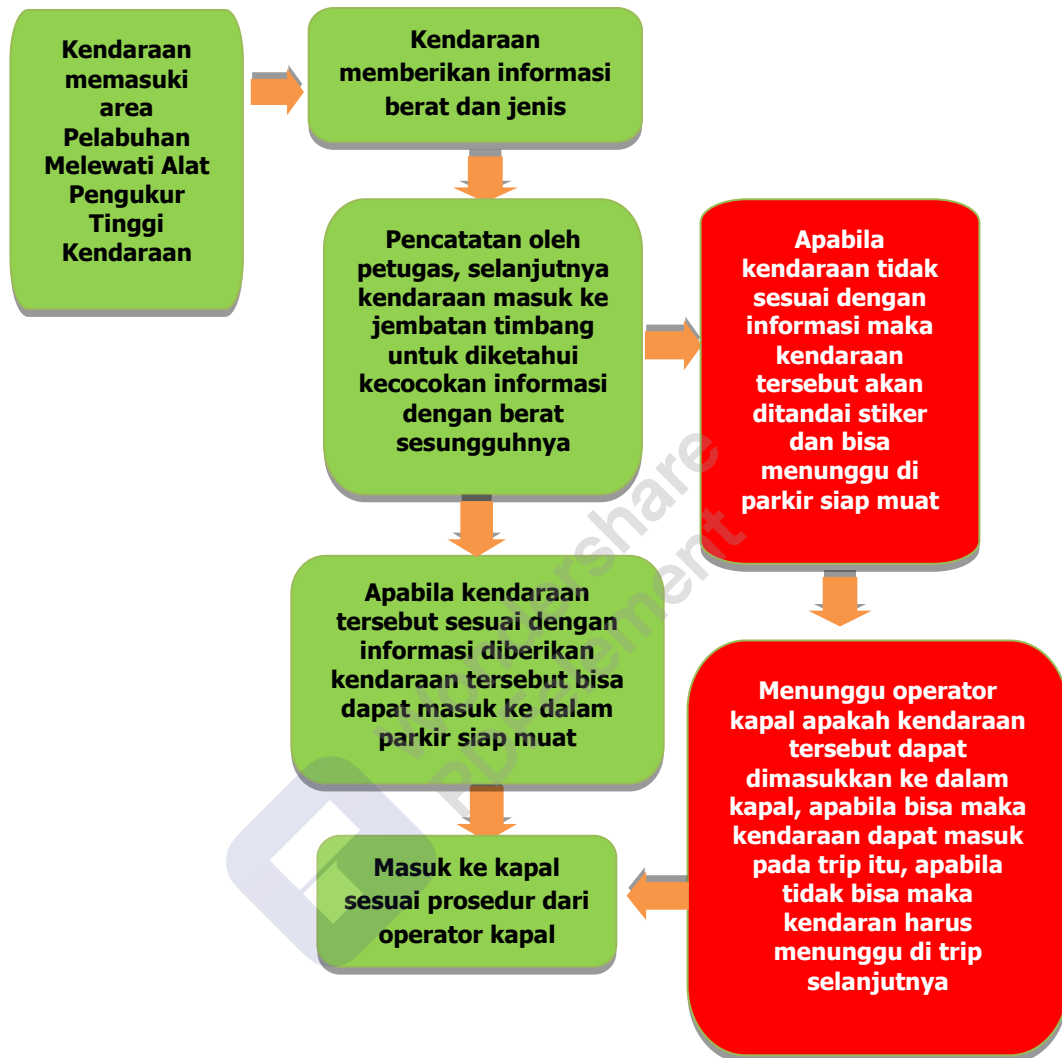 Kendaraan
memasuki
area
Pelabuhan
Melewati Alat
Pengukur
Tinggi
Kendaraan
Kendaraan
memberikan informasi
berat dan jenis
Pencatatan oleh
petugas, selanjutnya
kendaraan masuk ke
jembatan timbang
untuk diketahui
kecocokan informasi
dengan berat
sesungguhnya
Apabila
kendaraan tidak
sesuai dengan
informasi maka
kendaraan
tersebut akan
ditandai stiker
dan bisa
menunggu di
parkir siap muat
Apabila kendaraan
tersebut sesuai dengan
informasi diberikan
kendaraan tersebut bisa
dapat masuk ke dalam
parkir siap muat
Menunggu operator
kapal apakah kendaraan
tersebut dapat
dimasukkan ke dalam
kapal, apabila bisa maka
kendaraan dapat masuk
pada trip itu, apabila
tidak bisa maka
kendaran harus
menunggu di trip
selanjutnya
Masuk ke kapal
sesuai prosedur dari
operator kapal
Wondershare
PDFelement